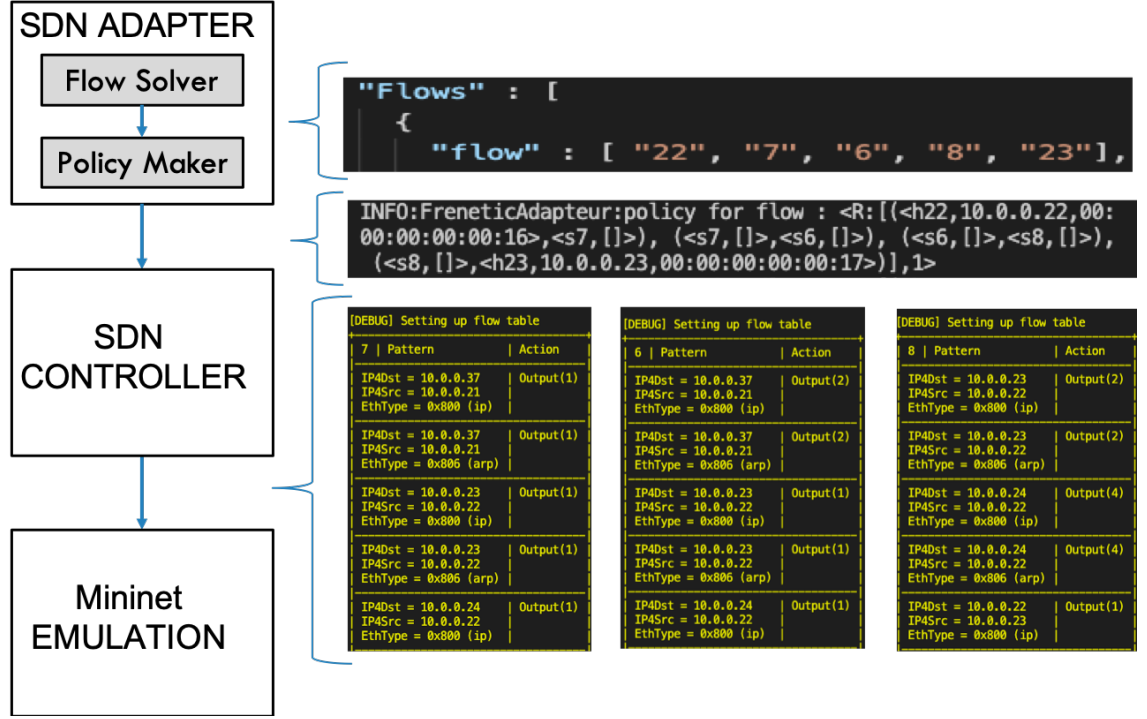 SDN ADAPTER
Flow Solver
Policy Maker
"Flows" : [
{
"flow" : [ "22", "7", "6", "8", "23"],
INFO:FreneticAdapteur:policy for flow : <R:[(<h22,10.0.0.22,00:
00:00:00:00:16>,<s7,[]>), (<s7,[]>,<s6,[]>), (<s6,[]>,<s8,[]>),
(<s8,[]>,<h23,10.0.0.23,00:00:00:00:00:17>)],1>
SDN
CONTROLLER
Mininet
EMULATION
[DEBUG] Setting up flow table
7 | Pattern | Action
IP4Dst = 10.0.0.37 | Output(1)
IP4Src = 10.0.0.21 |
EthType = 0x800 (ip) |
IP4Dst = 10.0.0.37 | Output(1)
IP4Src = 10.0.0.21 |
EthType = 0x806 (arp) |
IP4Dst = 10.0.0.23 | Output(1)
IP4Src = 10.0.0.22 |
EthType = 0x800 (ip) |
IP4Dst = 10.0.0.23 | Output(1)
IP4Src = 10.0.0.22 |
EthType = 0x806 (arp) |
IP4Dst = 10.0.0.24 | Output(1)
IP4Src = 10.0.0.22 |
EthType = 0x800 (ip) |
[DEBUG] Setting up flow table
6 | Pattern | Action
IP4Dst = 10.0.0.37 | Output(2)
IP4Src = 10.0.0.21 |
EthType = 0x800 (ip) |
IP4Dst = 10.0.0.37 | Output(2)
IP4Src = 10.0.0.21 |
EthType = 0x806 (arp) |
IP4Dst = 10.0.0.23 | Output(1)
IP4Src = 10.0.0.22 |
EthType = 0x800 (ip) |
IP4Dst = 10.0.0.23 | Output(1)
IP4Src = 10.0.0.22 |
EthType = 0x806 (arp) |
IP4Dst = 10.0.0.24 | Output(1)
IP4Src = 10.0.0.22 |
EthType = 0x800 (ip) |
[DEBUG] Setting up flow table
8 | Pattern | Action
IP4Dst = 10.0.0.23 | Output(2)
IP4Src = 10.0.0.22 |
EthType = 0x800 (ip) |
IP4Dst = 10.0.0.23 | Output(2)
IP4Src = 10.0.0.22 |
EthType = 0x806 (arp) |
IP4Dst = 10.0.0.24 | Output(4)
IP4Src = 10.0.0.22 |
EthType = 0x800 (ip) |
IP4Dst = 10.0.0.24 | Output(4)
IP4Src = 10.0.0.22 |
EthType = 0x806 (arp) |
IP4Dst = 10.0.0.22 | Output(1)
IP4Src = 10.0.0.23 |
EthType = 0x800 (ip) |